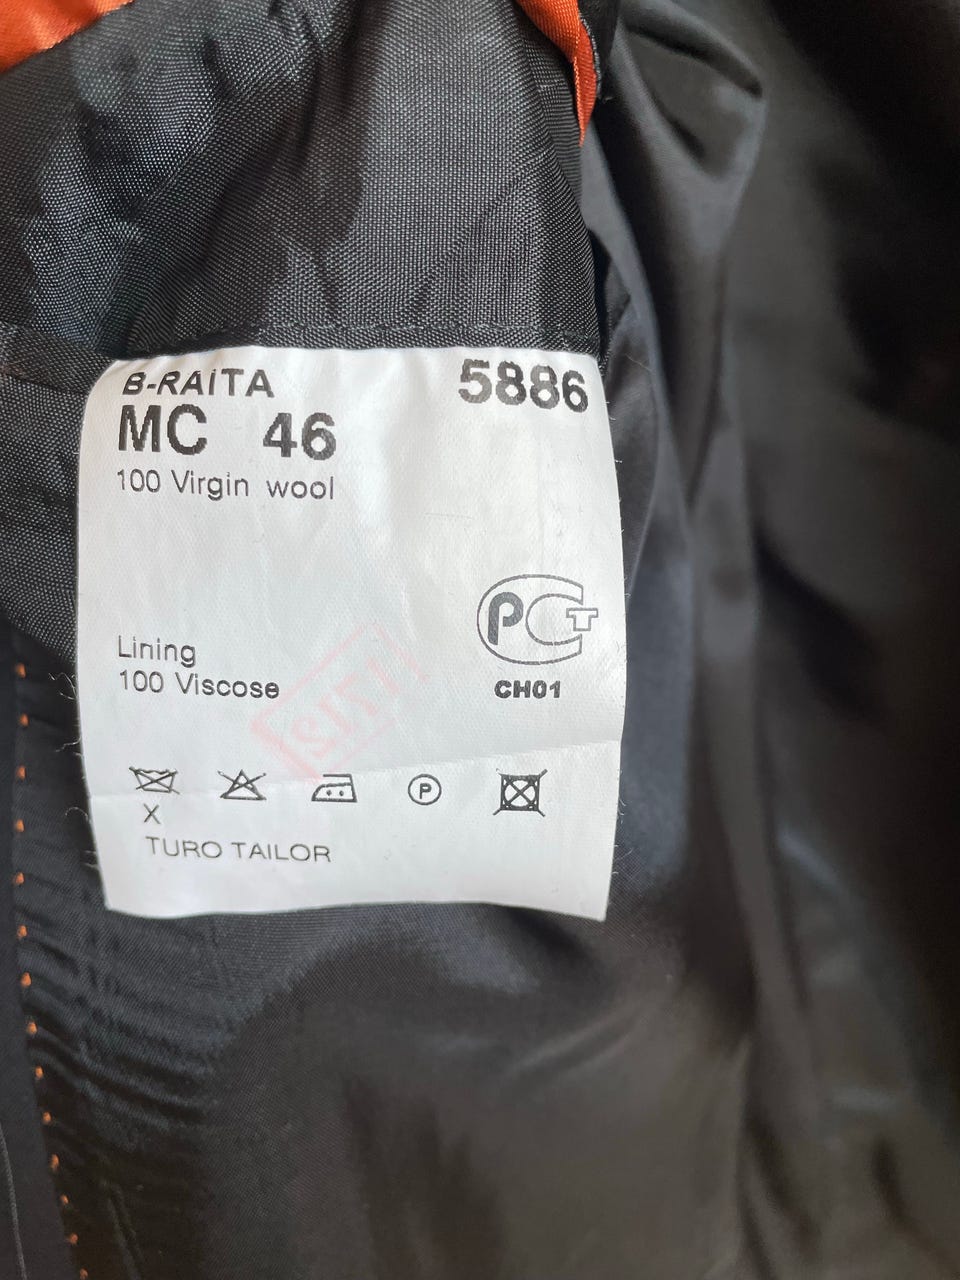 B-RAITA 5886
MC 46
100 Virgin wool
PCT
CH01
Lining
100 Viscose
P
X
TURO TAILOR